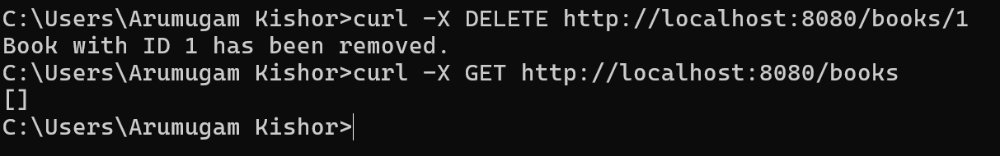 C:\Users\Arumugam Kishor>curl -X DELETE http://localhost:8080/books/1
Book with ID 1 has been removed.
C:\Users\Arumugam Kishor>curl -X GET http://localhost:8080/books
[]
C:\Users\Arumugam Kishor>